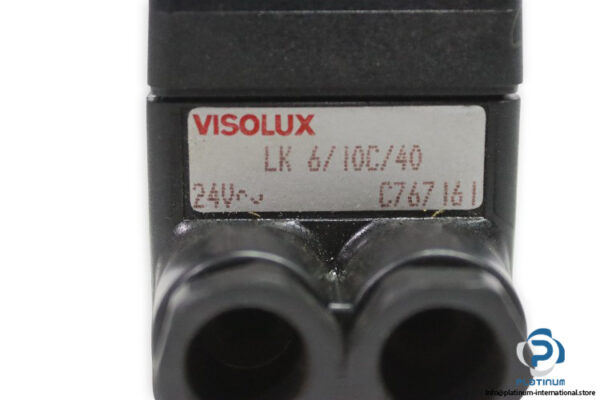 VISOLUX
LK 6/10C/40
24V~ C767161
PLATINUM
info@platinum-international.store